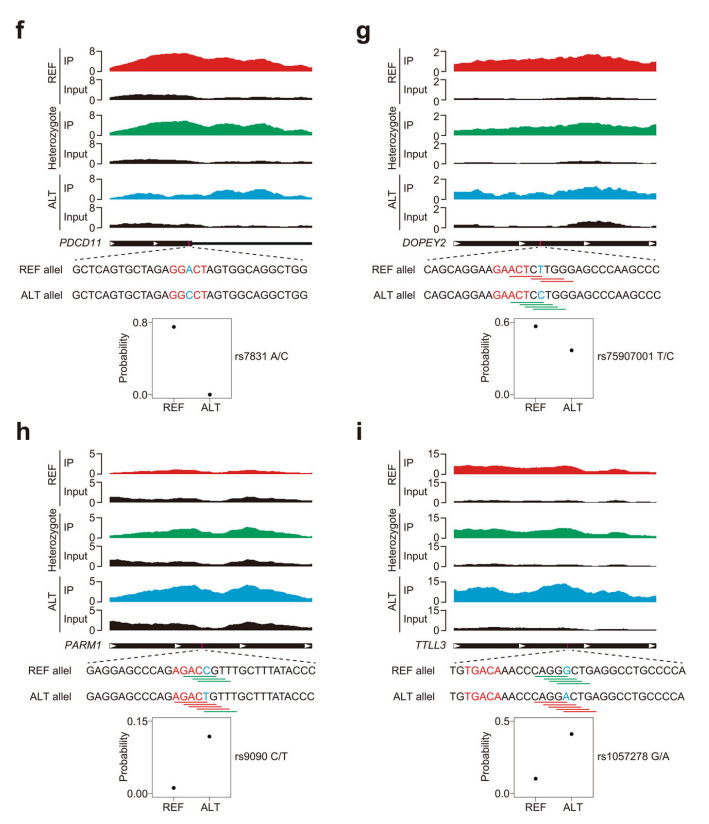 f
REF
IP
8
0
Input
8
0
Heterozygote
IP
8
0
Input
8
0
ALT
IP
8
0
Input
8
0
PDCD11
REF allel GCTCAGTGCTAGAGGACTAGTGGCAGGCTGG
ALT allel GCTCAGTGCTAGAGGCCTAGTGGCAGGCTGG
Probability
0.8
0.0
REF ALT
rs7831 A/C
g
REF
IP
2
0
Input
2
0
Heterozygote
IP
2
0
Input
2
0
ALT
IP
2
0
Input
8
0
DOPEY2
REF allel CAGCAGGAAGAACTCTTGGGAGCCCAAGCCC
ALT allel CAGCAGGAAGAACTCCTGGGAGCCCAAGCCC
Probability
0.6
0.0
REF ALT
rs75907001 T/C
h
REF
IP
5
0
Input
5
0
Heterozygote
IP
5
0
Input
5
0
ALT
IP
5
0
Input
5
0
PARM1
REF allel GAGGAGCCCAGAGACCGTTTGCTTTATACCC
ALT allel GAGGAGCCCAGAGACTGTTTGCTTTATACCC
Probability
0.15
0.00
REF ALT
rs9090 C/T
i
REF
IP
15
0
Input
15
0
Heterozygote
IP
15
0
Input
15
0
ALT
IP
15
0
Input
15
0
TTLL3
REF allel TGTGACAAACCCAGGGCTGAGGCCTGCCCCA
ALT allel TGTGACAAACCCAGGACTGAGGCCTGCCCCA
Probability
0.5
0.0
REF ALT
rs1057278 G/A